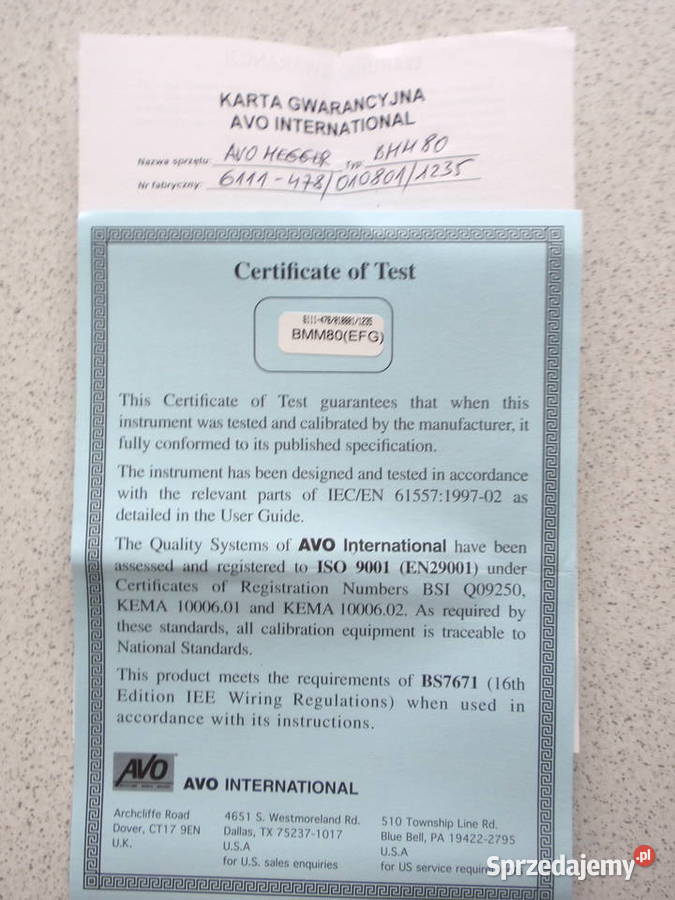 KARTA GWARANCYJNA
AVO INTERNATIONAL
Nazwa sprzętu: AVO MEGGER TYP BMM80
Nr fabryczny: 6111-478/010801/1235
Certificate of Test
6111-478/010801/1235
BMM80(EFG)
This Certificate of Test guarantees that when this
instrument was tested and calibrated by the manufacturer, it
fully conformed to its published specification.
The instrument has been designed and tested in accordance
with the relevant parts of IEC/EN 61557:1997-02 as
detailed in the User Guide.
The Quality Systems of AVO International have been
assessed and registered to ISO 9001 (EN29001) under
Certificates of Registration Numbers BSI Q09250,
KEMA 10006.01 and KEMA 10006.02. As required by
these standards, all calibration equipment is traceable to
National Standards.
This product meets the requirements of BS7671 (16th
Edition IEE Wiring Regulations) when used in
accordance with its instructions.
AVO AVO INTERNATIONAL
Archcliffe Road
Dover, CT17 9EN
U.K.
4651 S. Westmoreland Rd.
Dallas, TX 75237-1017
U.S.A
for U.S. sales enquiries
510 Township Line Rd.
Blue Bell, PA 19422-2795
U.S.A
for US service requir
Sprzedajemy.pl